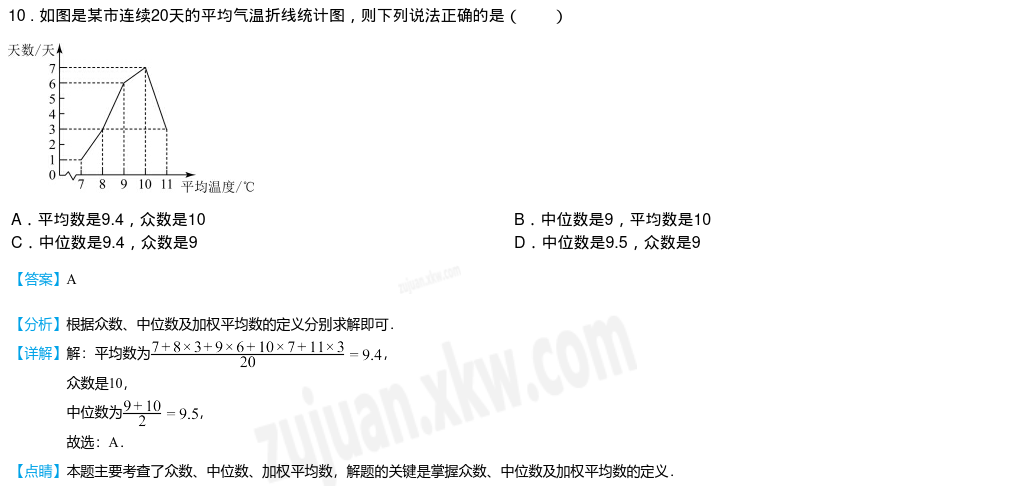 10．如图是某市连续20天的平均气温折线统计图，则下列说法正确的是（　　）
天数/天
7
6
5
4
3
2
1
0
7 8 9 10 11 平均温度/℃
A．平均数是9.4，众数是10 B．中位数是9，平均数是10
C．中位数是9.4，众数是9 D．中位数是9.5，众数是9
【答案】A
zujuan.xkw.com
【分析】根据众数、中位数及加权平均数的定义分别求解即可．
【详解】解：平均数为(7+8×3+9×6+10×7+11×3)/20=9.4，
众数是10，
中位数为(9+10)/2=9.5，
故选：A．
zujuan.xkw.com
【点睛】本题主要考查了众数、中位数、加权平均数，解题的关键是掌握众数、中位数及加权平均数的定义．